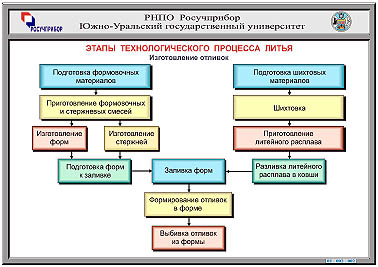 РНПО Росучприбор
Южно-Уральский государственный университет
РОСУЧПРИБОР
ЭТАПЫ ТЕХНОЛОГИЧЕСКОГО ПРОЦЕССА ЛИТЬЯ
Изготовление отливок
Подготовка формовочных
материалов
Подготовка шихтовых
материалов
Приготовление формовочных
и стержневых смесей
Шихтовка
Изготовление
форм
Изготовление
стержней
Приготовление
литейного расплава
Подготовка форм
к заливке
Заливка форм
Разливка литейного
расплава в ковши
Формирование отливок
в форме
Выбивка отливок
из формы